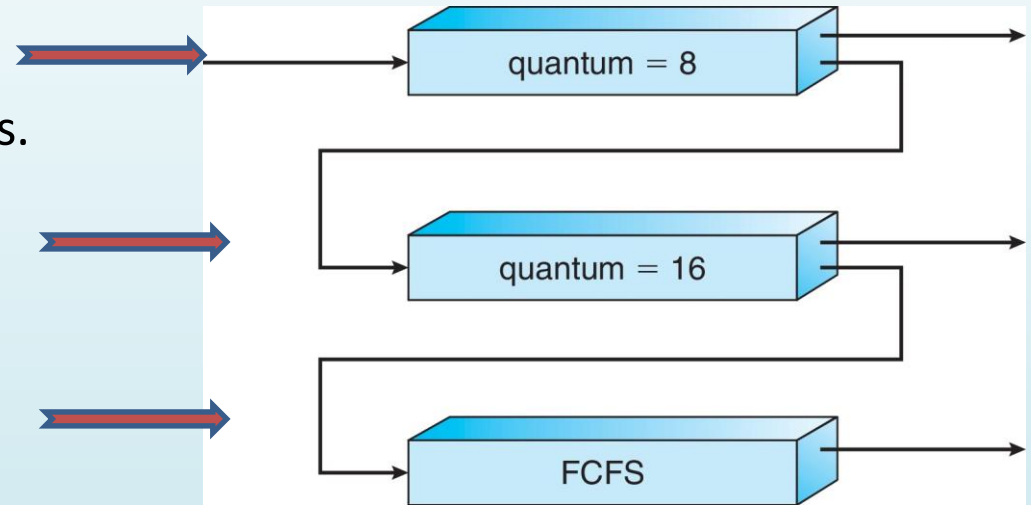 quantum = 8
s.
quantum = 16
FCFS